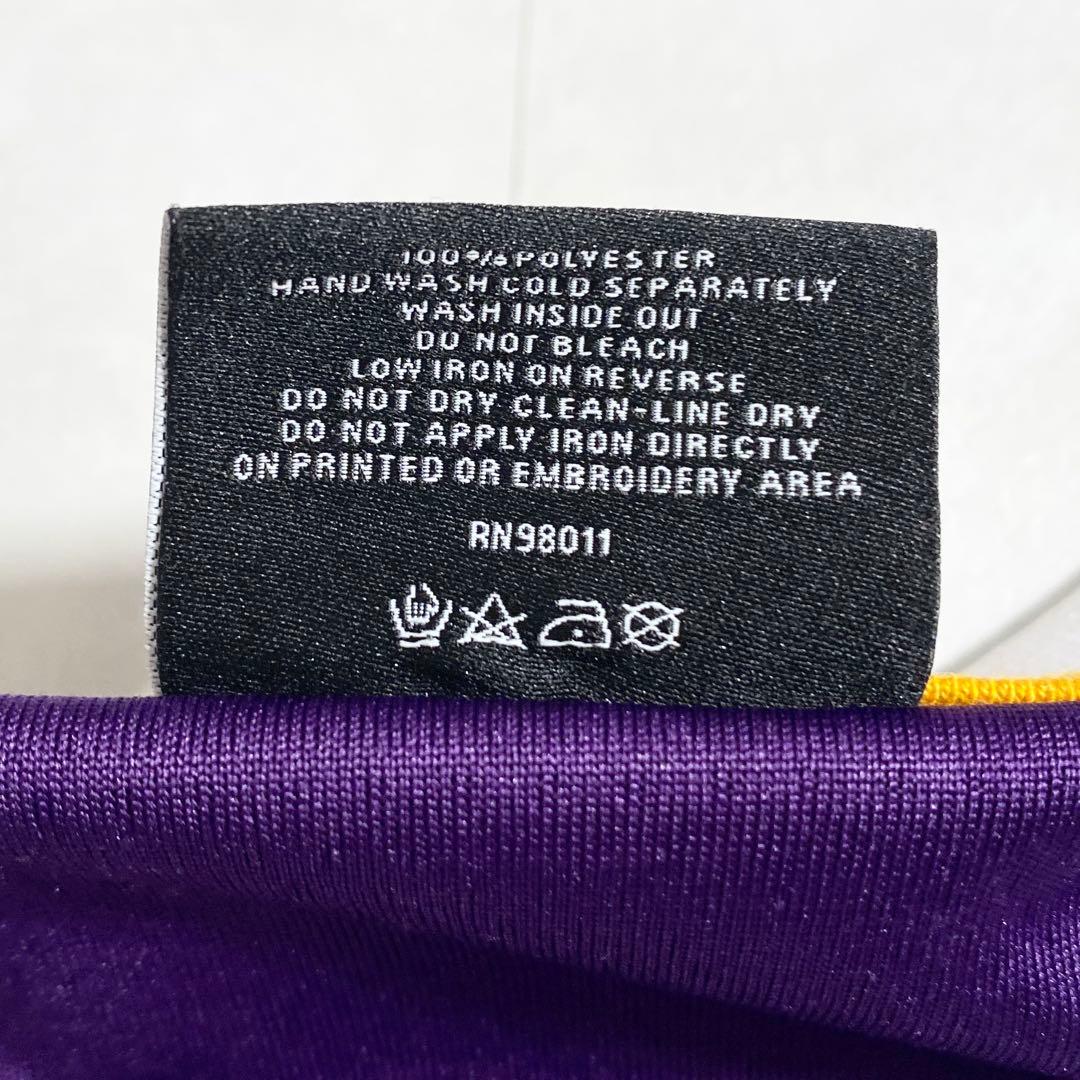 100% POLYESTER
HAND WASH COLD SEPARATELY
WASH INSIDE OUT
DO NOT BLEACH
LOW IRON ON REVERSE
DO NOT DRY CLEAN-LINE DRY
DO NOT APPLY IRON DIRECTLY
ON PRINTED OR EMBROIDERY AREA
RN98011